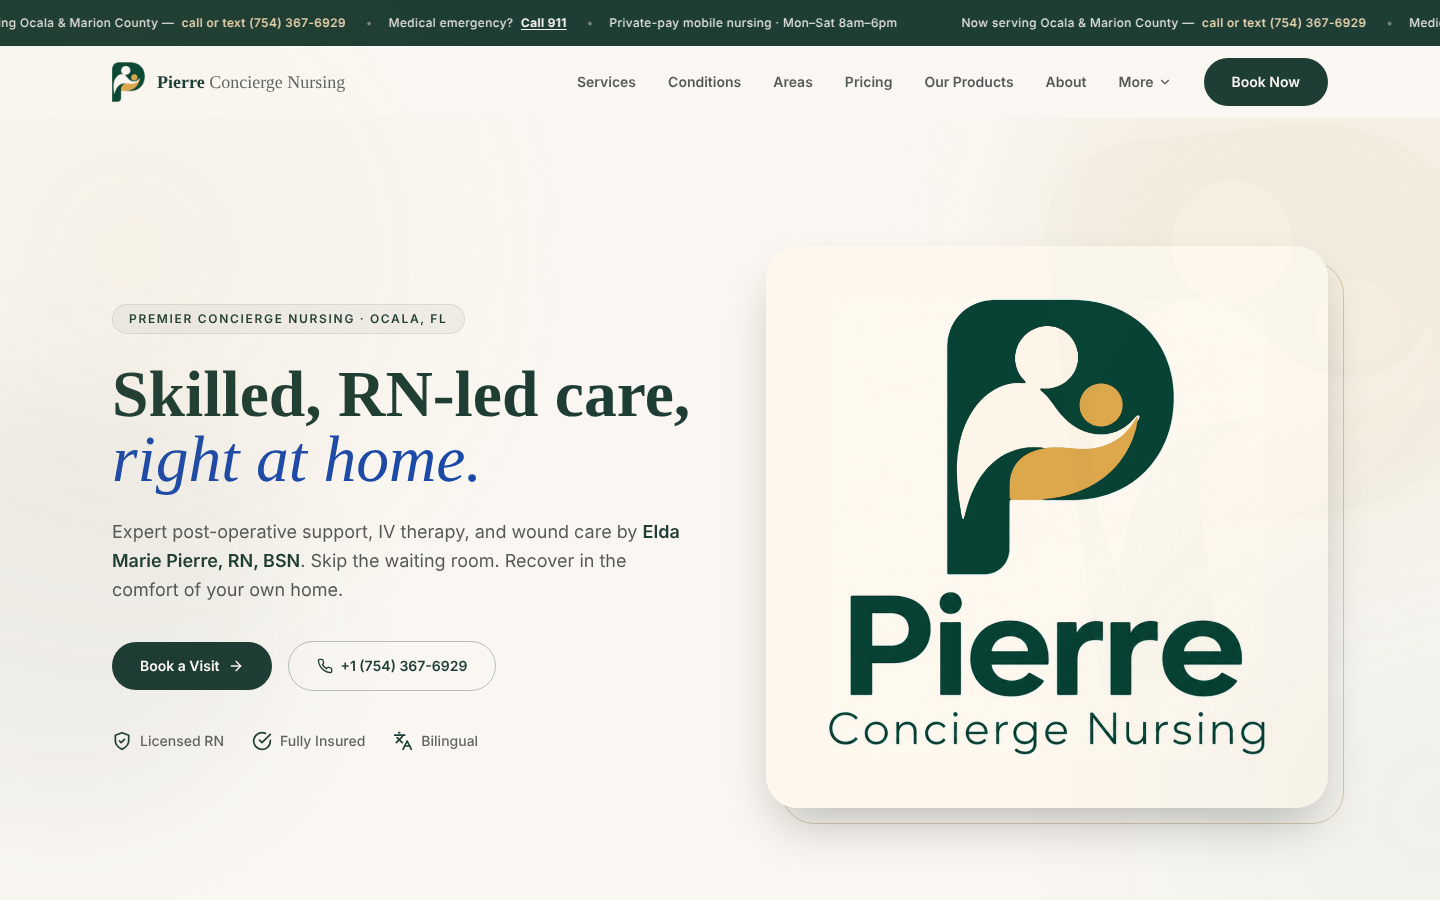 ng Ocala & Marion County — call or text (754) 367-6929 • Medical emergency? Call 911 • Private-pay mobile nursing · Mon–Sat 8am–6pm Now serving Ocala & Marion County — call or text (754) 367-6929 • Medi
Pierre Concierge Nursing
Services Conditions Areas Pricing Our Products About More Book Now
PREMIER CONCIERGE NURSING · OCALA, FL
Skilled, RN-led care,
right at home.
Expert post-operative support, IV therapy, and wound care by Elda
Marie Pierre, RN, BSN. Skip the waiting room. Recover in the
comfort of your own home.
Book a Visit → +1 (754) 367-6929
Licensed RN Fully Insured Bilingual
Pierre
Concierge Nursing